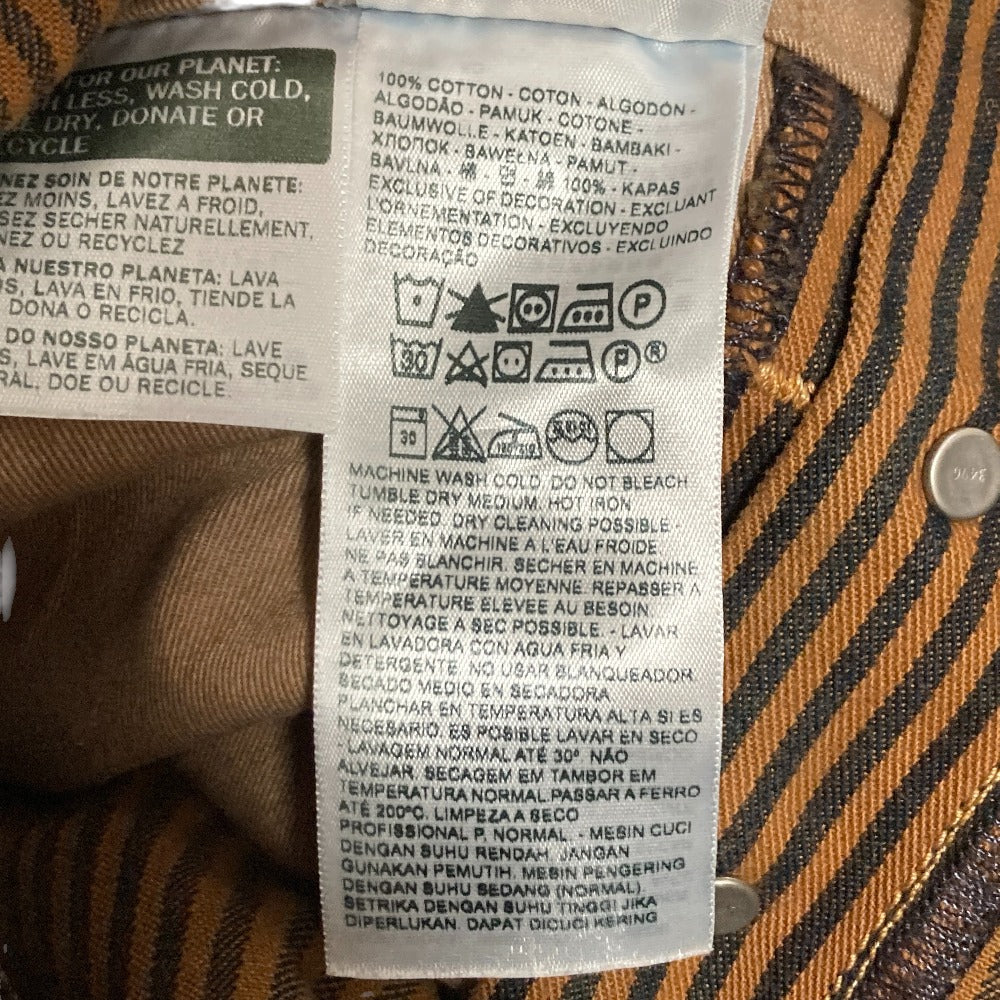 FOR OUR PLANET:
LESS, WASH COLD,
DRY, DONATE OR
CYCLE
NEZ SOIN DE NOTRE PLANETE:
EZ MOINS, LAVEZ A FROID,
SEZ SECHER NATURELLEMENT,
NEZ OU RECYCLEZ
A NUESTRO PLANETA: LAVA
OS, LAVA EN FRIO, TIENDE LA
DONA O RECICLA.
DO NOSSO PLANETA: LAVE
S, LAVE EM ÁGUA FRIA, SEQUE
RAL, DOE OU RECICLE.
100% COTTON - COTON - ALGODÓN -
ALGODÃO - PAMUK - COTONE -
BAUMWOLLE - KATOEN - BAMBAKI -
ХЛОПОК - BAWEŁNA - PAMUT -
BAVLNA - 棉 - 면 - 綿 100% - KAPAS
EXCLUSIVE OF DECORATION - EXCLUANT
L'ORNEMENTATION - EXCLUYENDO
ELEMENTOS DECORATIVOS - EXCLUINDO
DECORAÇÃO
P
30 P ®
30
MACHINE WASH COLD. DO NOT BLEACH
TUMBLE DRY MEDIUM. HOT IRON
IF NEEDED. DRY CLEANING POSSIBLE -
LAVER EN MACHINE A L'EAU FROIDE.
NE PAS BLANCHIR. SECHER EN MACHINE
A TEMPERATURE MOYENNE. REPASSER A
TEMPERATURE ELEVEE AU BESOIN
NETTOYAGE A SEC POSSIBLE. - LAVAR
EN LAVADORA CON AGUA FRIA Y
DETERGENTE. NO USAR BLANQUEADOR
SECADO MEDIO EN SECADORA
PLANCHAR EN TEMPERATURA ALTA SI ES
NECESARIO. ES POSIBLE LAVAR EN SECO
- LAVAGEM NORMAL ATÉ 30° NÃO
ALVEJAR, SECAGEM EM TAMBOR EM
TEMPERATURA NORMAL.PASSAR A FERRO
ATÉ 200°C. LIMPEZA A SECO
PROFISSIONAL P, NORMAL - MESIN CUCI
DENGAN SUHU RENDAH. JANGAN
GUNAKAN PEMUTIH. MESIN PENGERING
DENGAN SUHU SEDANG (NORMAL).
SETRIKA DENGAN SUHU TINGGI JIKA
DIPERLUKAN. DAPAT DICUCI KERING